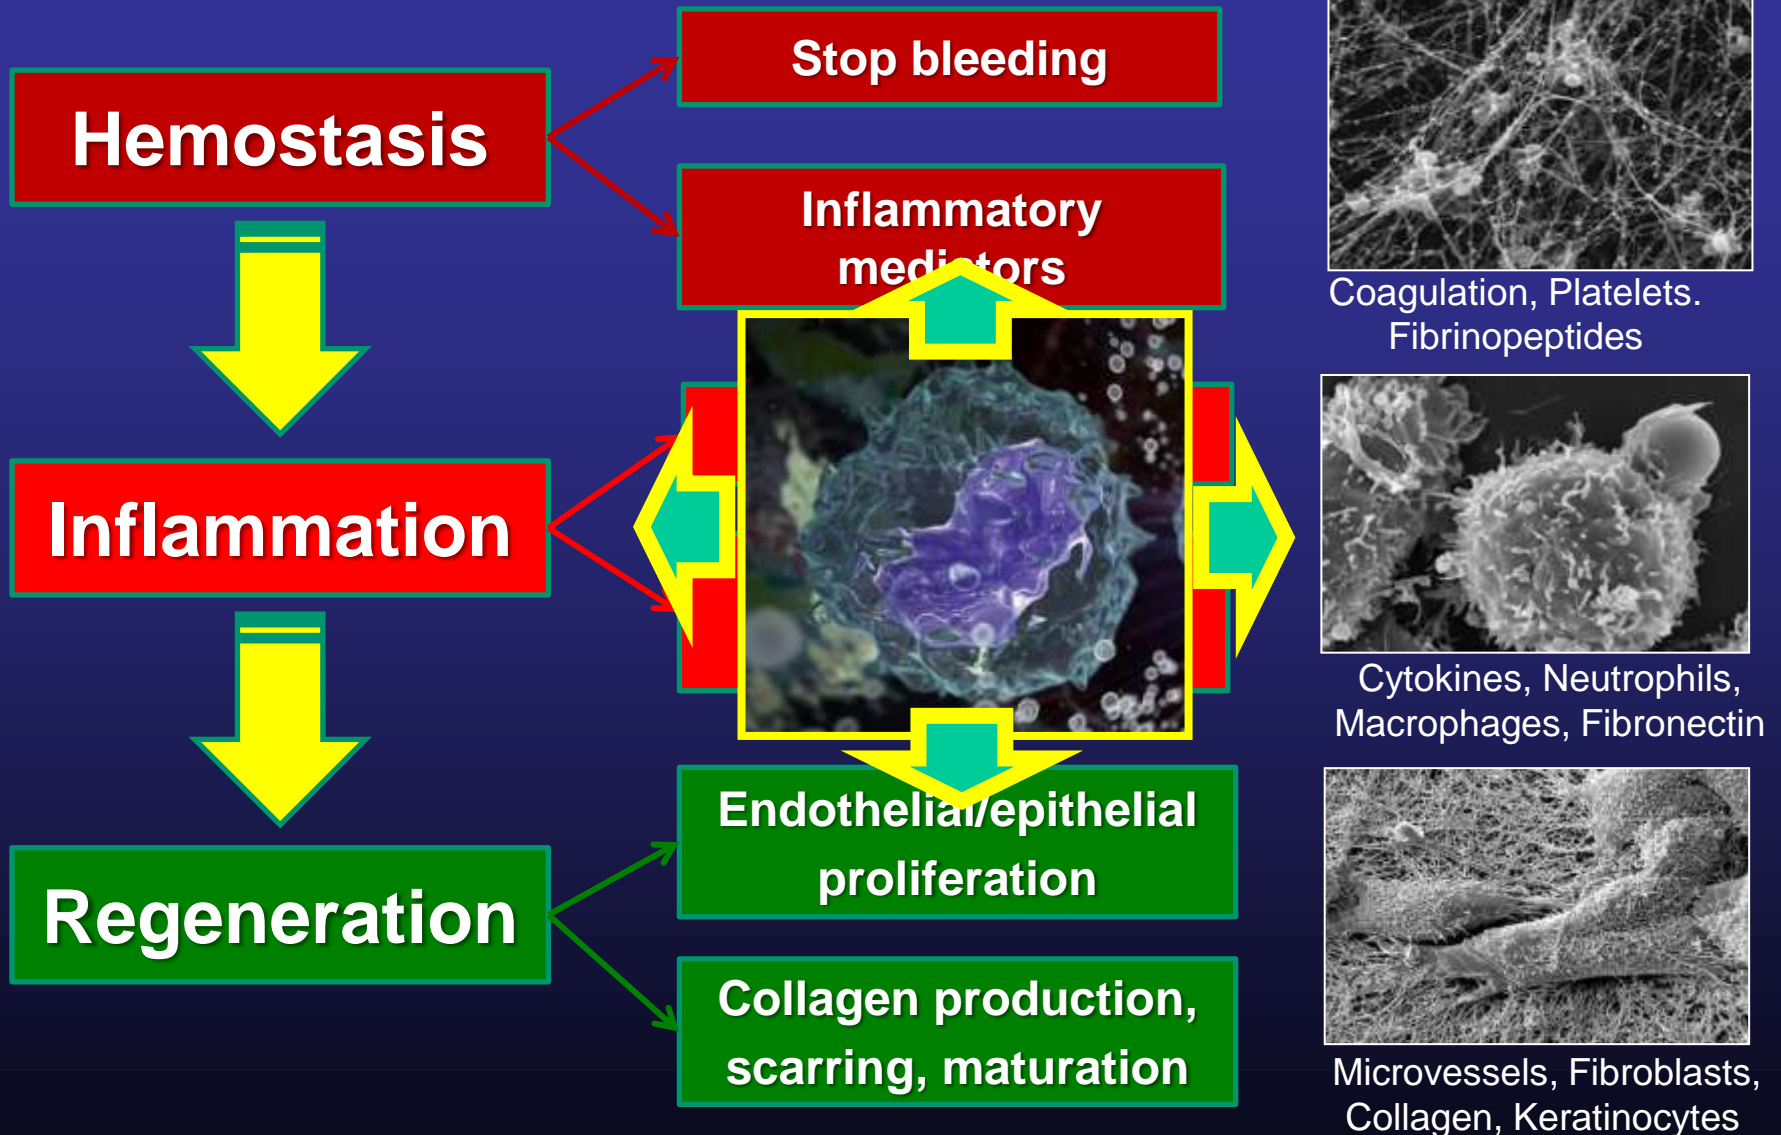 Hemostasis
Stop bleeding
Inflammatory
mediators
Coagulation, Platelets.
Fibrinopeptides
Inflammation
Cytokines, Neutrophils,
Macrophages, Fibronectin
Regeneration
Endothelial/epithelial
proliferation
Collagen production,
scarring, maturation
Microvessels, Fibroblasts,
Collagen, Keratinocytes